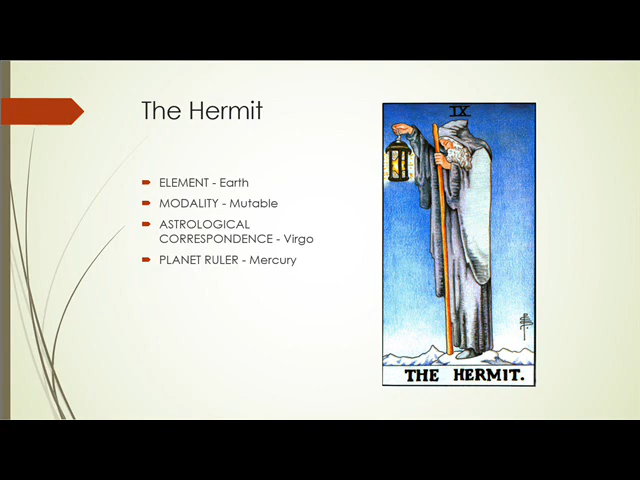 The Hermit
ELEMENT - Earth
MODALITY - Mutable
ASTROLOGICAL
CORRESPONDENCE - Virgo
PLANET RULER - Mercury
IX
THE HERMIT.